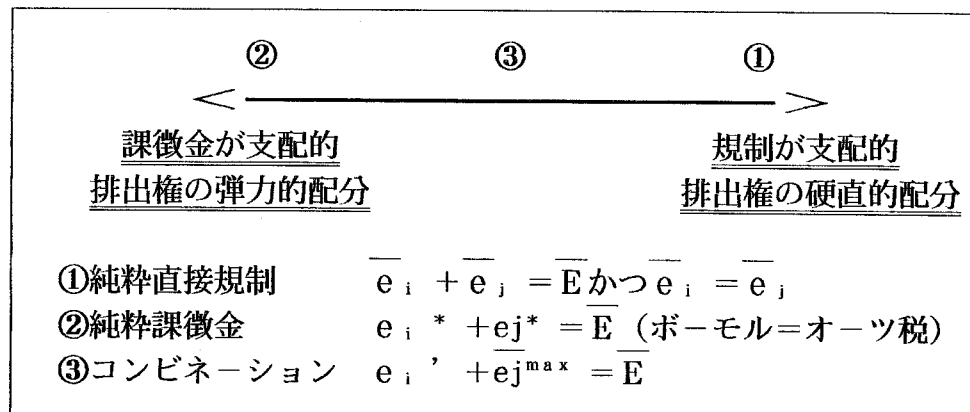 ② ③ ①
課徴金が支配的 規制が支配的
排出権の弾力的配分 排出権の硬直的配分
①純粋直接規制 e̅ᵢ + e̅ⱼ = E̅かつe̅ᵢ = e̅ⱼ
②純粋課徴金 eᵢ* +ej* = E̅ (ボーモル=オーツ税)
③コンビネーション eᵢ’ +e̅j̅ᵐᵃˣ = E̅